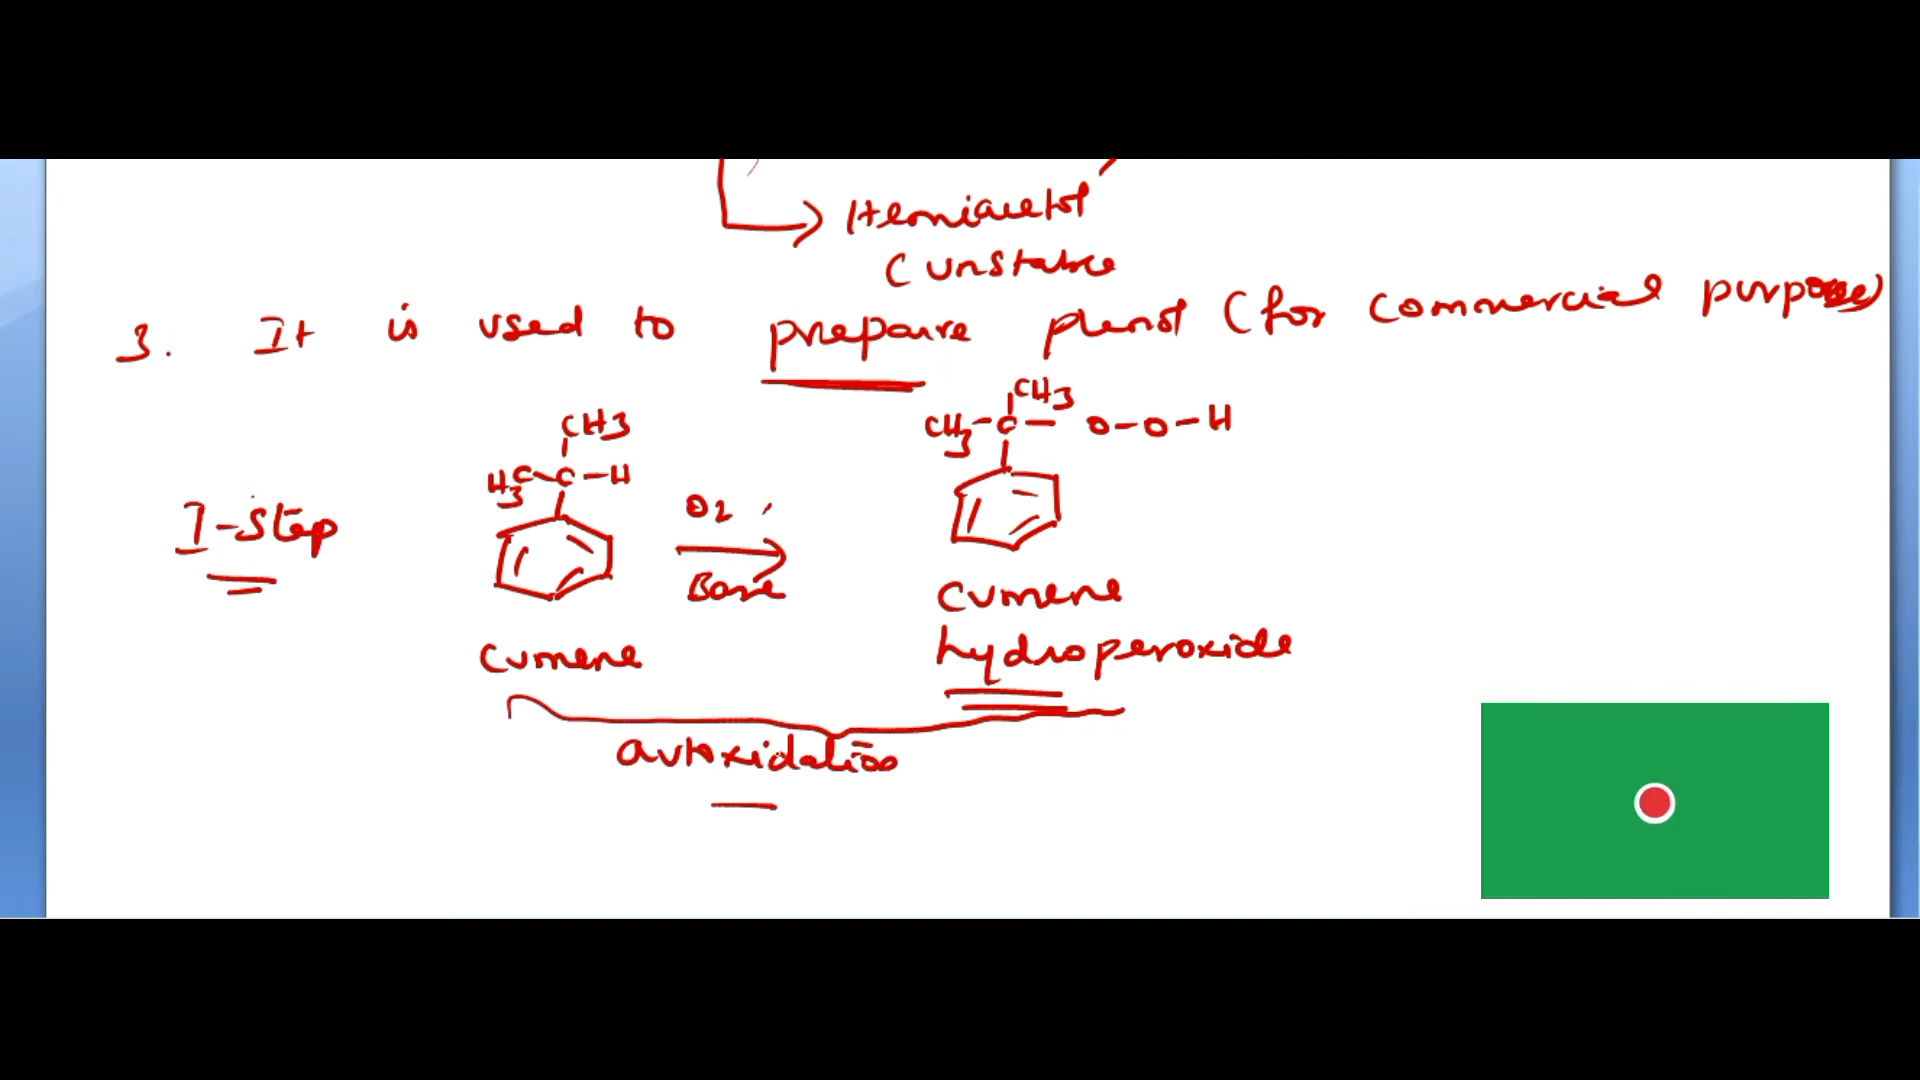 Hemiacetal
(unstable
3. It is used to prepare phenol (for commercial purpose)
CH3
CH3
CH3-C- O-O-H
H3C-C-H
I-Step
O2
Base
Cumene
hydroperoxide
Cumene
autoxidation